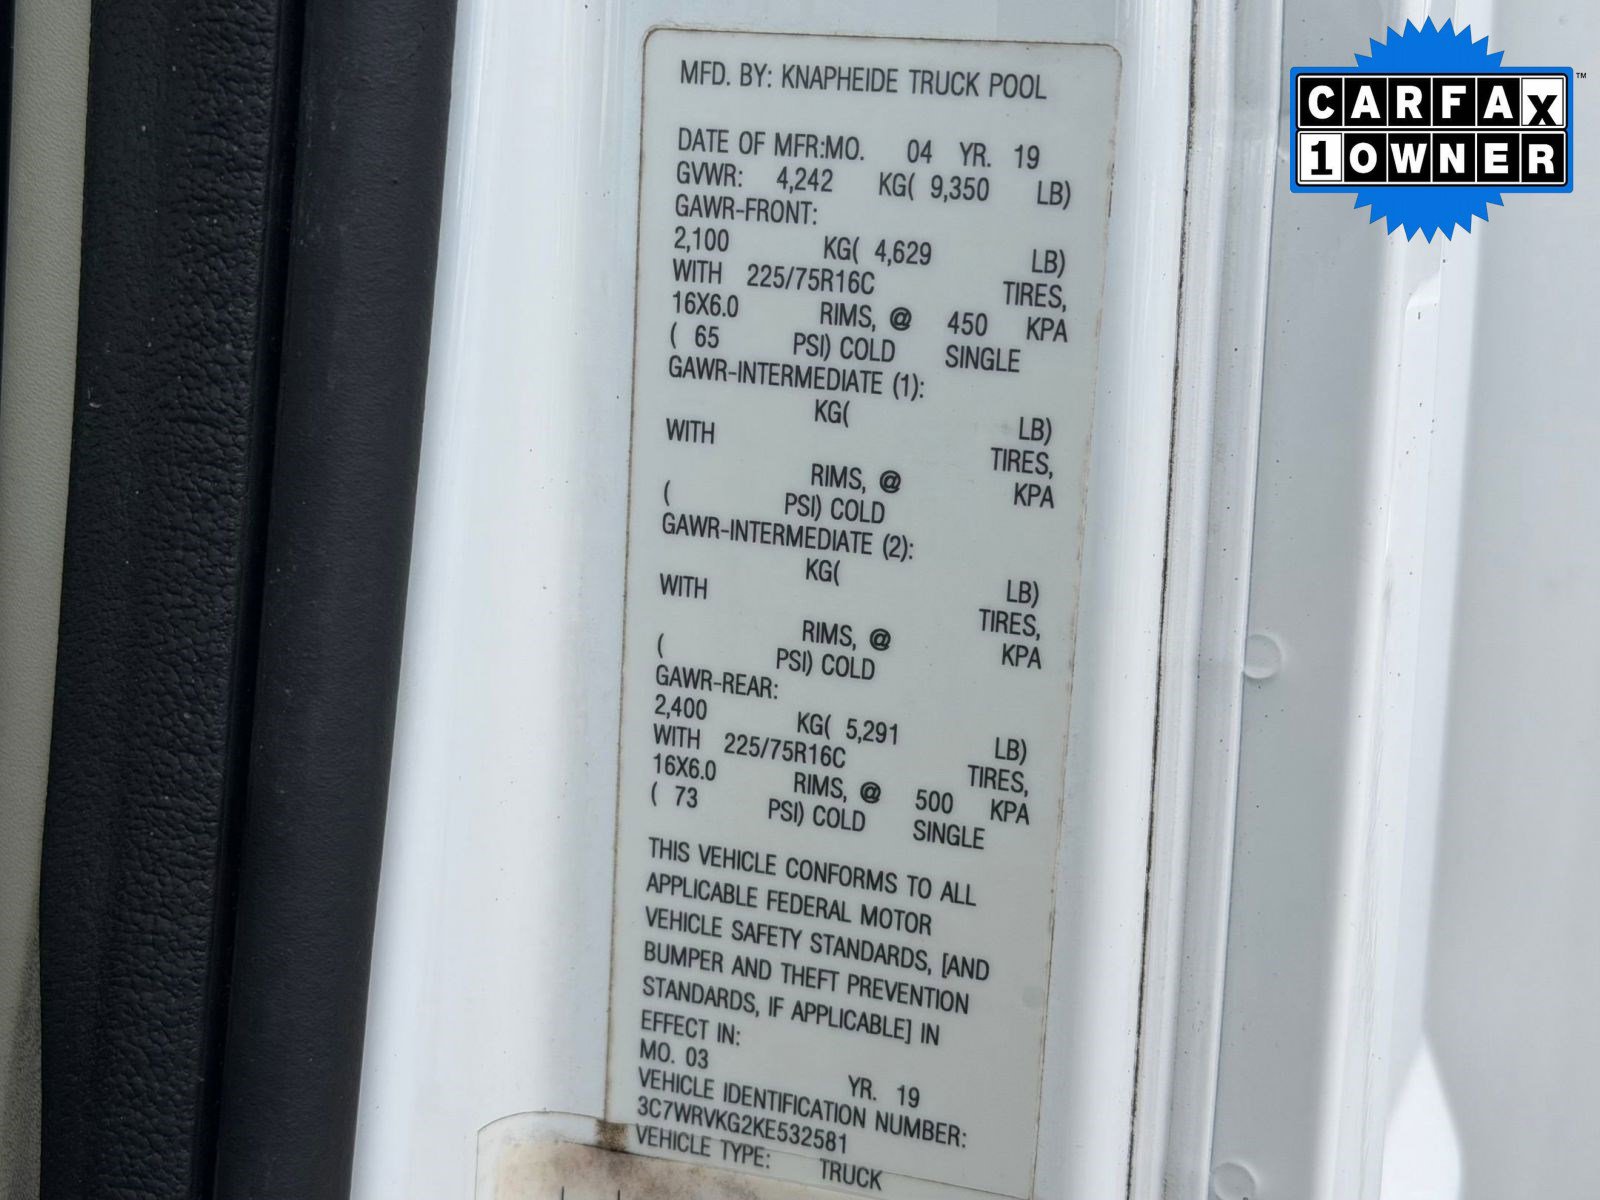 MFD. BY: KNAPHEIDE TRUCK POOL
DATE OF MFR:MO. 04 YR. 19
GVWR: 4,242 KG( 9,350 LB)
GAWR-FRONT:
2,100 KG( 4,629 LB)
WITH 225/75R16C TIRES,
16X6.0 RIMS, @ 450 KPA
( 65 PSI) COLD SINGLE
GAWR-INTERMEDIATE (1):
KG( LB)
WITH TIRES,
RIMS, @ KPA
( PSI) COLD
GAWR-INTERMEDIATE (2):
KG( LB)
WITH TIRES,
RIMS, @ KPA
( PSI) COLD
GAWR-REAR:
2,400 KG( 5,291 LB)
WITH 225/75R16C TIRES,
16X6.0 RIMS, @ 500 KPA
( 73 PSI) COLD SINGLE
THIS VEHICLE CONFORMS TO ALL
APPLICABLE FEDERAL MOTOR
VEHICLE SAFETY STANDARDS, [AND
BUMPER AND THEFT PREVENTION
STANDARDS, IF APPLICABLE] IN
EFFECT IN:
MO. 03 YR. 19
VEHICLE IDENTIFICATION NUMBER:
3C7WRVKG2KE532581
VEHICLE TYPE: TRUCK
CARFAX™
1 OWNER